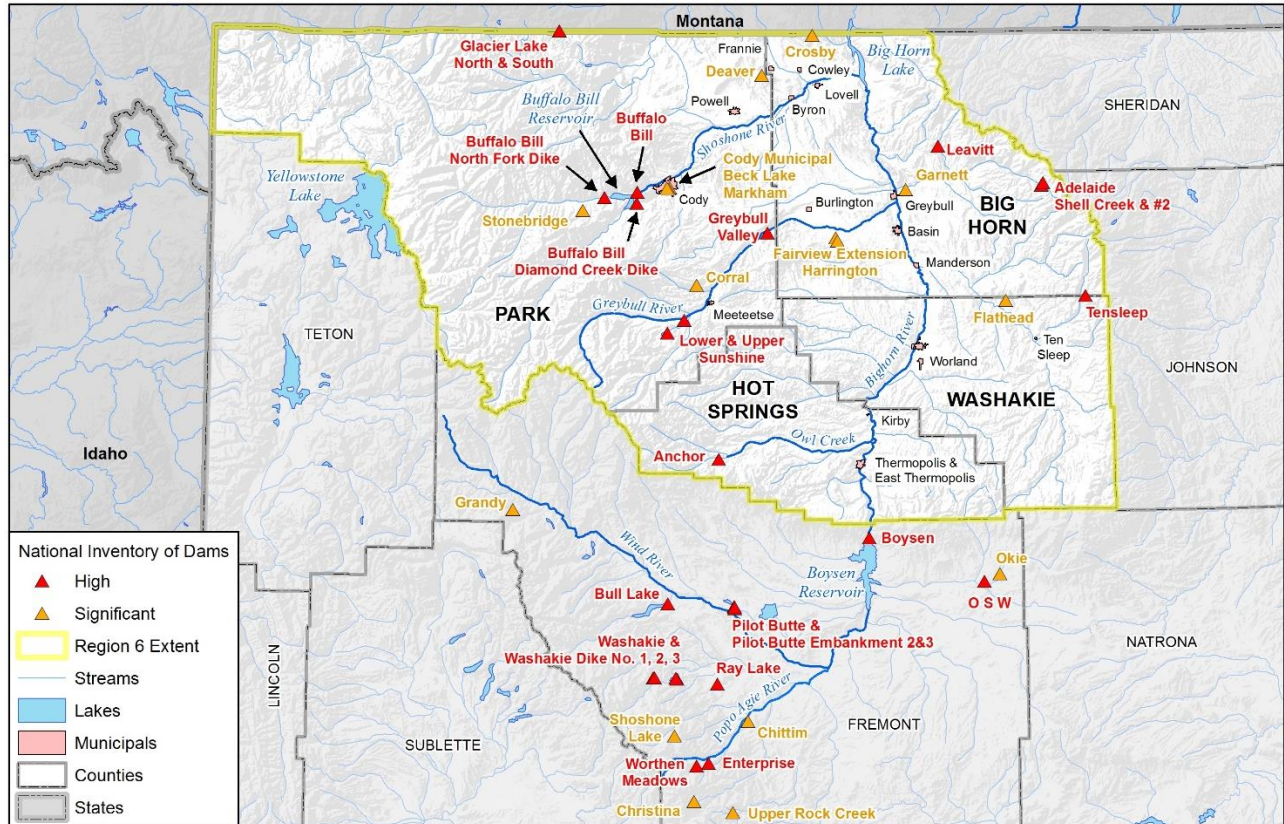 Montana
Glacier Lake
North & South
Crosby
Frannie
Big Horn
Lake
Deaver
Cowley
Lovell
Byron
Powell
SHERIDAN
Buffalo Bill
Reservoir
Buffalo
Bill
Shoshone River
Buffalo Bill
North Fork Dike
Leavitt
Cody Municipal
Beck Lake
Markham
Garnett
Yellowstone
Lake
Adelaide
Shell Creek & #2
Cody
Stonebridge
Burlington
Greybull
BIG
HORN
Greybull
Valley
Basin
Buffalo Bill
Diamond Creek Dike
Fairview Extension
Harrington
Manderson
Corral
Greybull River
PARK
Meeteetse
Flathead
Tensleep
TETON
Lower & Upper
Sunshine
Ten
Sleep
Worland
Bighorn River
JOHNSON
HOT
SPRINGS
WASHAKIE
Kirby
Owl Creek
Idaho
Anchor
Thermopolis &
East Thermopolis
Grandy
Boysen
Wind River
Okie
Boysen
Reservoir
O S W
Bull Lake
Pilot Butte &
Pilot Butte Embankment 2&3
NATRONA
Washakie &
Washakie Dike No. 1, 2, 3
Ray Lake
LINCOLN
Popo Agie River
Shoshone
Lake
Chittim
FREMONT
SUBLETTE
Worthen
Meadows
Enterprise
Christina
Upper Rock Creek
National Inventory of Dams
High
Significant
Region 6 Extent
Streams
Lakes
Municipals
Counties
States